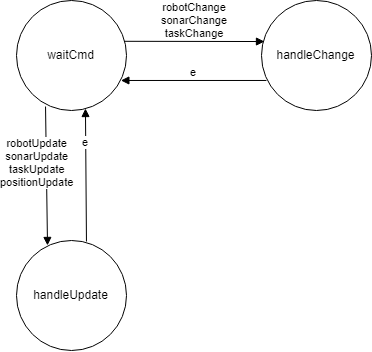 robotChange
sonarChange
taskChange
waitCmd
handleChange
e
robotUpdate
sonarUpdate
taskUpdate
positionUpdate
e
handleUpdate